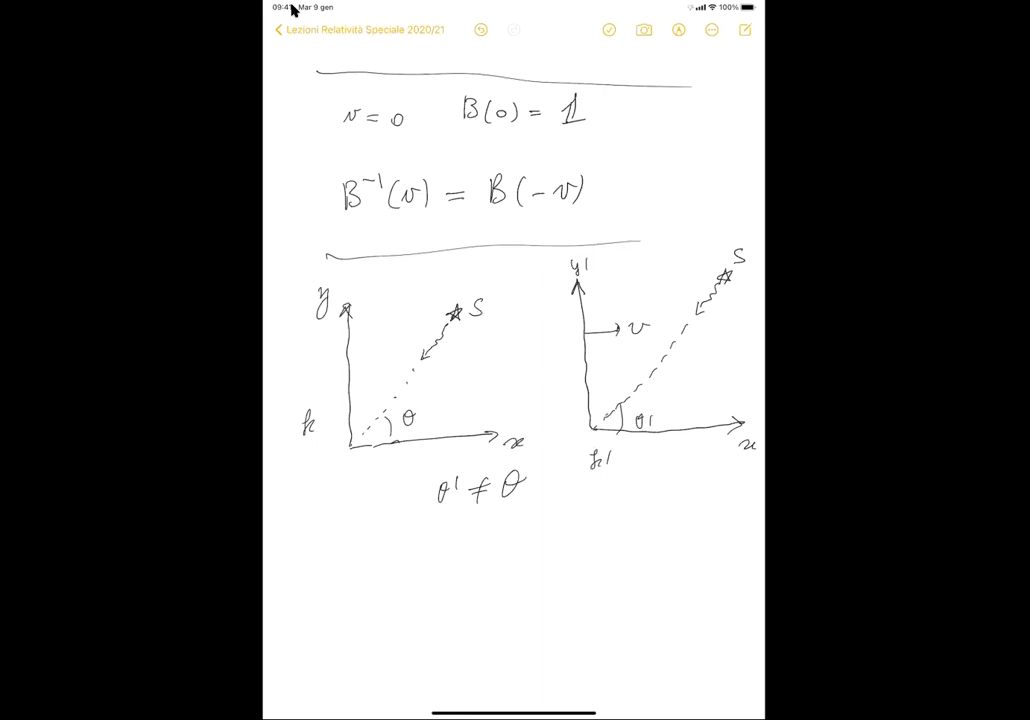 09:41 Mar 9 gen 100%
Lezioni Relatività Speciale 2020/21
v = 0 B(0) = 1
B⁻¹(v) = B(-v)
y S
θ
k x
y' S
v
θ'
x
k'
θ' ≠ θ